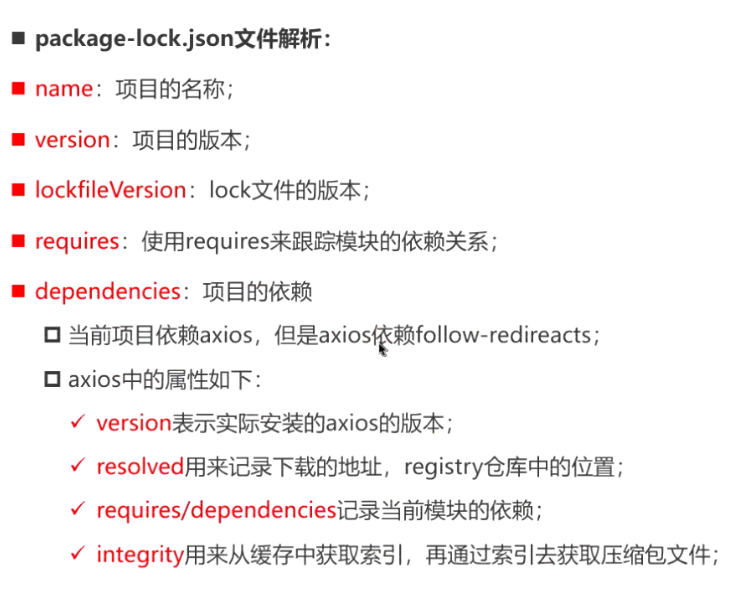 package-lock.json文件解析：
name：项目的名称；
version：项目的版本；
lockfileVersion：lock文件的版本；
requires：使用requires来跟踪模块的依赖关系；
dependencies：项目的依赖
当前项目依赖axios，但是axios依赖follow-redireacts；
axios中的属性如下：
version表示实际安装的axios的版本；
resolved用来记录下载的地址，registry仓库中的位置；
requires/dependencies记录当前模块的依赖；
integrity用来从缓存中获取索引，再通过索引去获取压缩包文件；